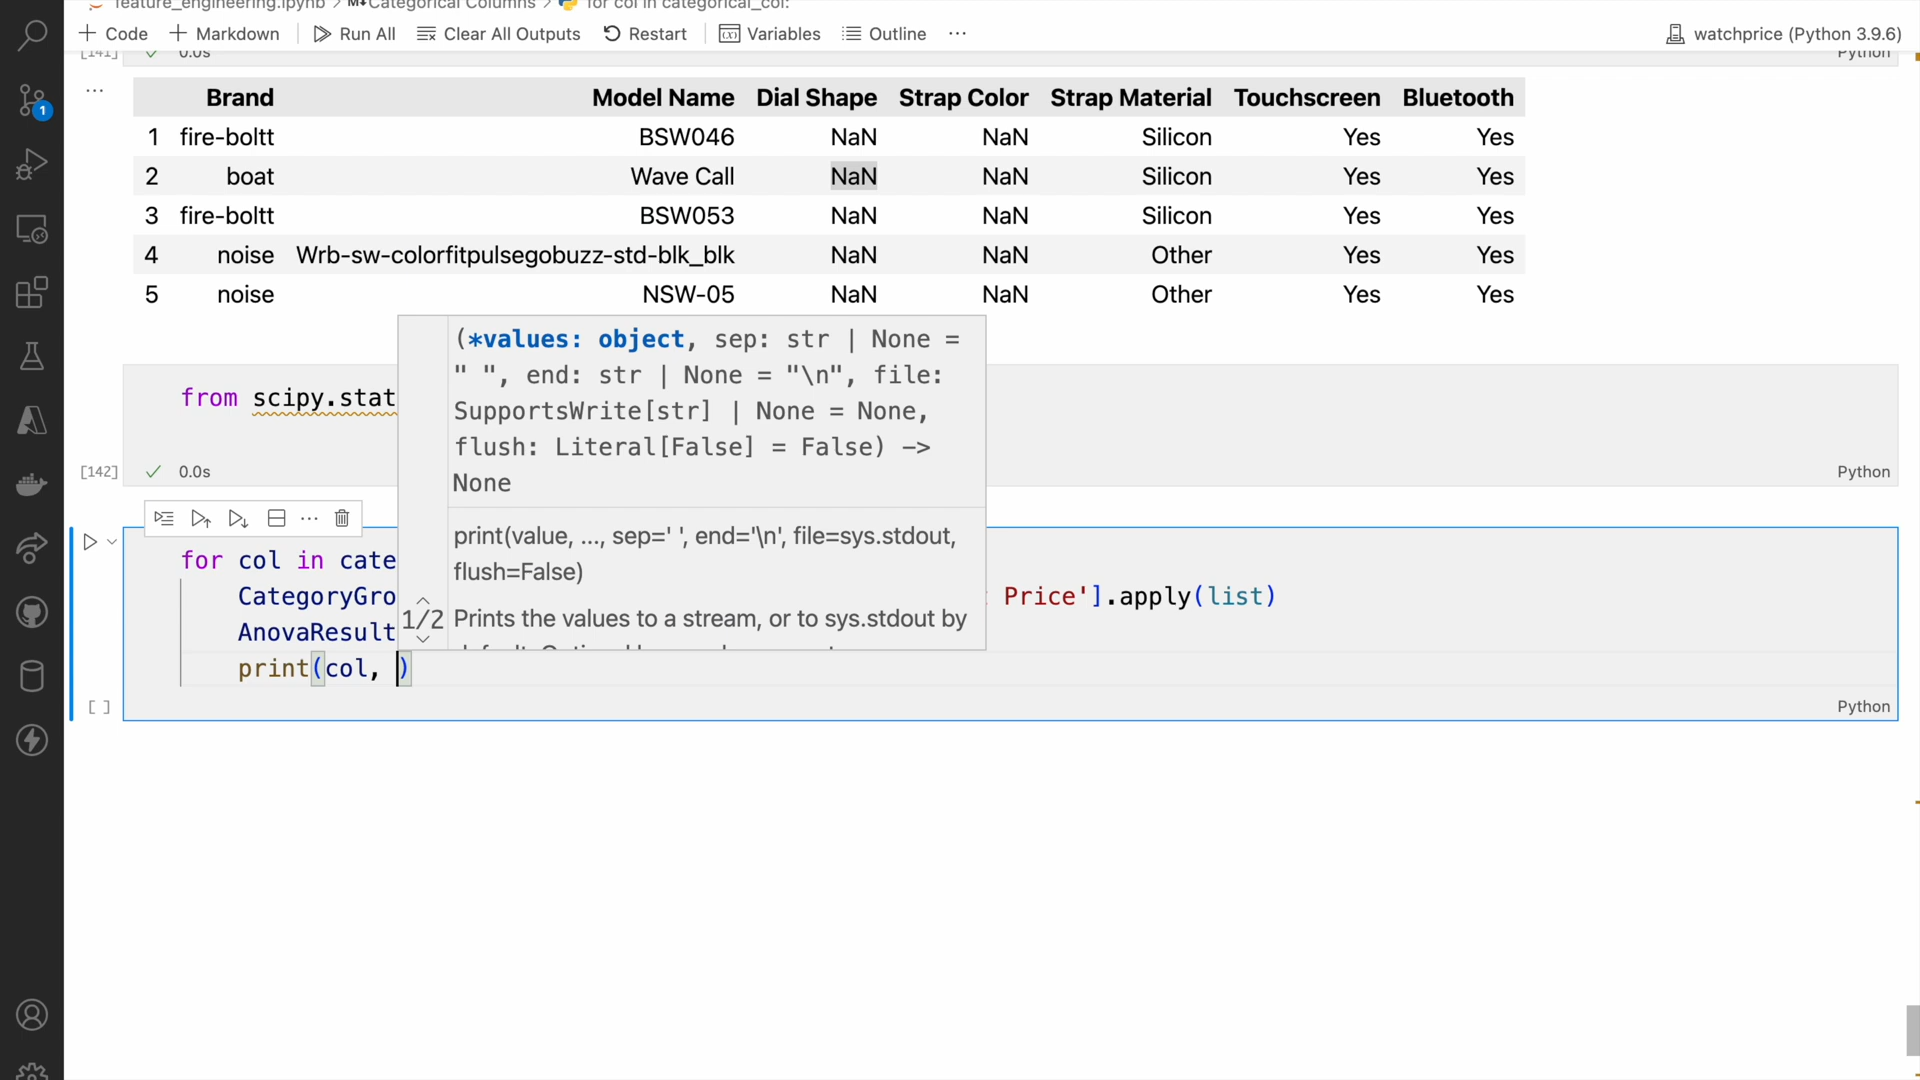 feature_engineering.ipynb > M↓Categorical Columns > for col in categorical_col:
+ Code + Markdown Run All Clear All Outputs Restart Variables Outline ... watchprice (Python 3.9.6)
[141] 0.0s Python
... Brand Model Name Dial Shape Strap Color Strap Material Touchscreen Bluetooth
1 fire-boltt BSW046 NaN NaN Silicon Yes Yes
2 boat Wave Call NaN NaN Silicon Yes Yes
3 fire-boltt BSW053 NaN NaN Silicon Yes Yes
4 noise Wrb-sw-colorfitpulsegobuzz-std-blk_blk NaN NaN Other Yes Yes
5 noise NSW-05 NaN NaN Other Yes Yes
(*values: object, sep: str | None =
" ", end: str | None = "\n", file:
SupportsWrite[str] | None = None,
flush: Literal[False] = False) ->
None
print(value, ..., sep=' ', end='\n', file=sys.stdout,
flush=False)
1/2 Prints the values to a stream, or to sys.stdout by
from scipy.stat
[142] 0.0s Python
for col in cate
CategoryGro Price'].apply(list)
AnovaResult
print(col, )
[ ] Python
1